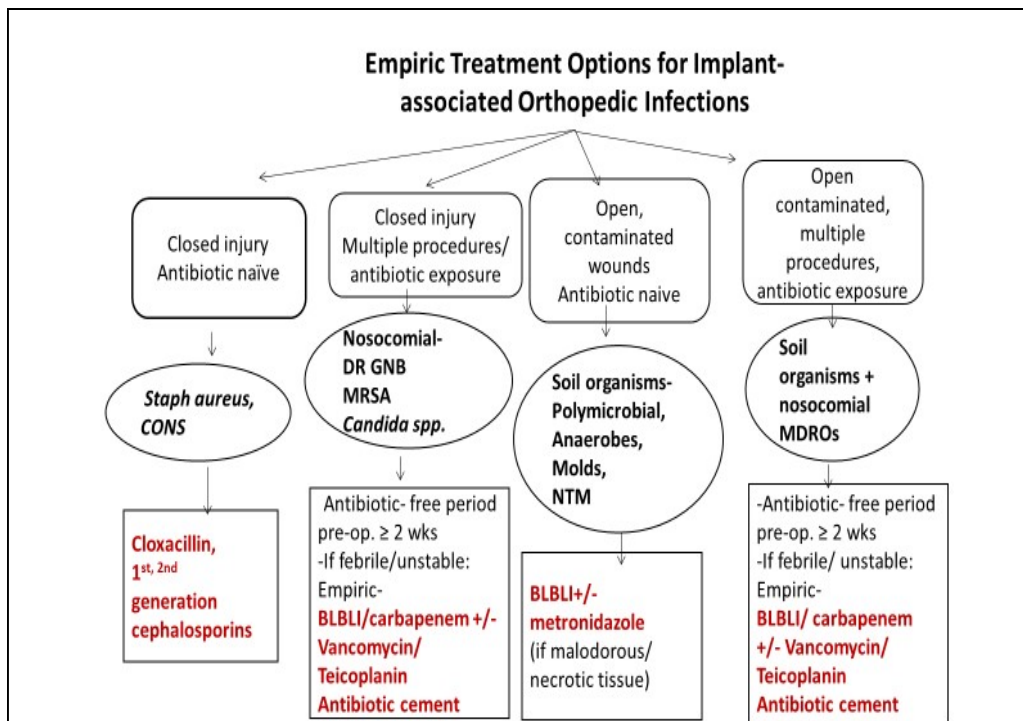 Empiric Treatment Options for Implant-
associated Orthopedic Infections
Closed injury
Antibiotic naïve
Closed injury
Multiple procedures/
antibiotic exposure
Open,
contaminated
wounds
Antibiotic naive
Open
contaminated,
multiple
procedures,
antibiotic exposure
Staph aureus,
CONS
Nosocomial-
DR GNB
MRSA
Candida spp.
Soil organisms-
Polymicrobial,
Anaerobes,
Molds,
NTM
Soil
organisms +
nosocomial
MDROs
Cloxacillin,
1st, 2nd
generation
cephalosporins
Antibiotic- free period
pre-op. ≥ 2 wks
-If febrile/unstable:
Empiric-
BLBLI/carbapenem +/-
Vancomycin/
Teicoplanin
Antibiotic cement
BLBLI+/-
metronidazole
(if malodorous/
necrotic tissue)
-Antibiotic- free period
pre-op. ≥ 2 wks
-If febrile/ unstable:
Empiric-
BLBLI/ carbapenem
+/- Vancomycin/
Teicoplanin
Antibiotic cement